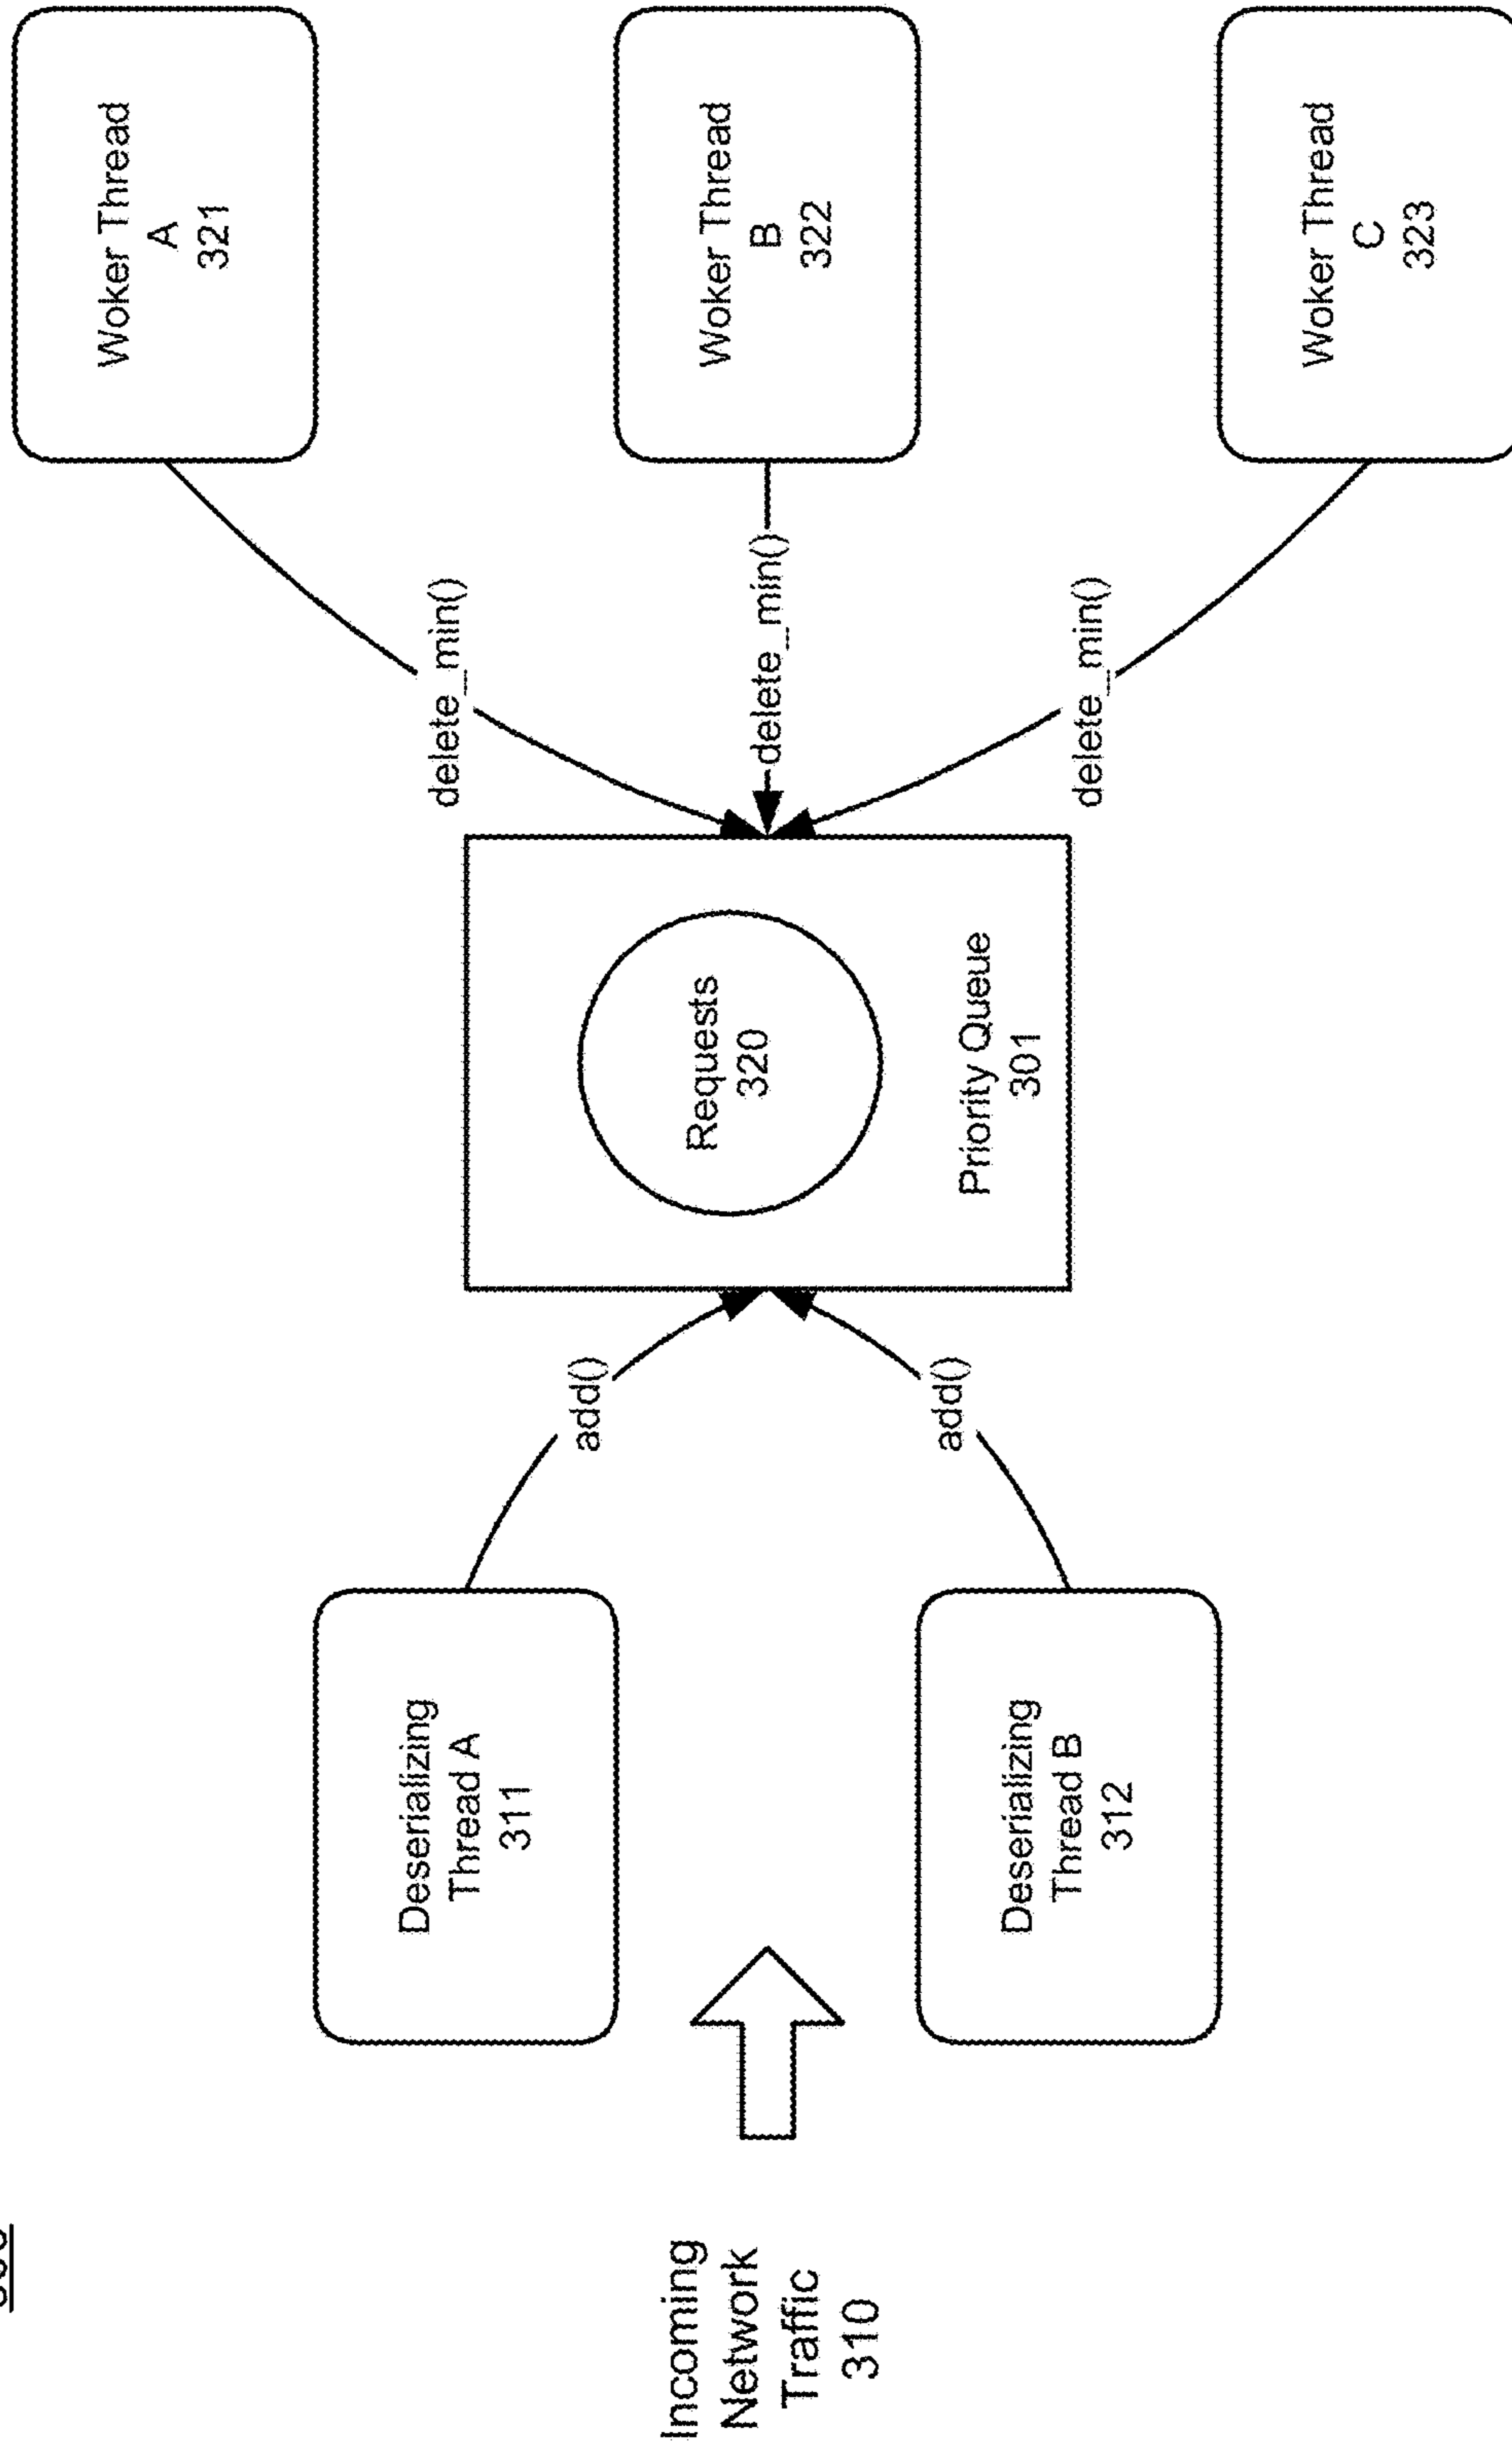 Incoming
Network
Traffic
310
Deserializing
Thread A
311
Deserializing
Thread B
312
add()
add()
Requests
320
Priority Queue
301
delete_min()
delete_min()
delete_min()
Woker Thread
A
321
Woker Thread
B
322
Woker Thread
C
323